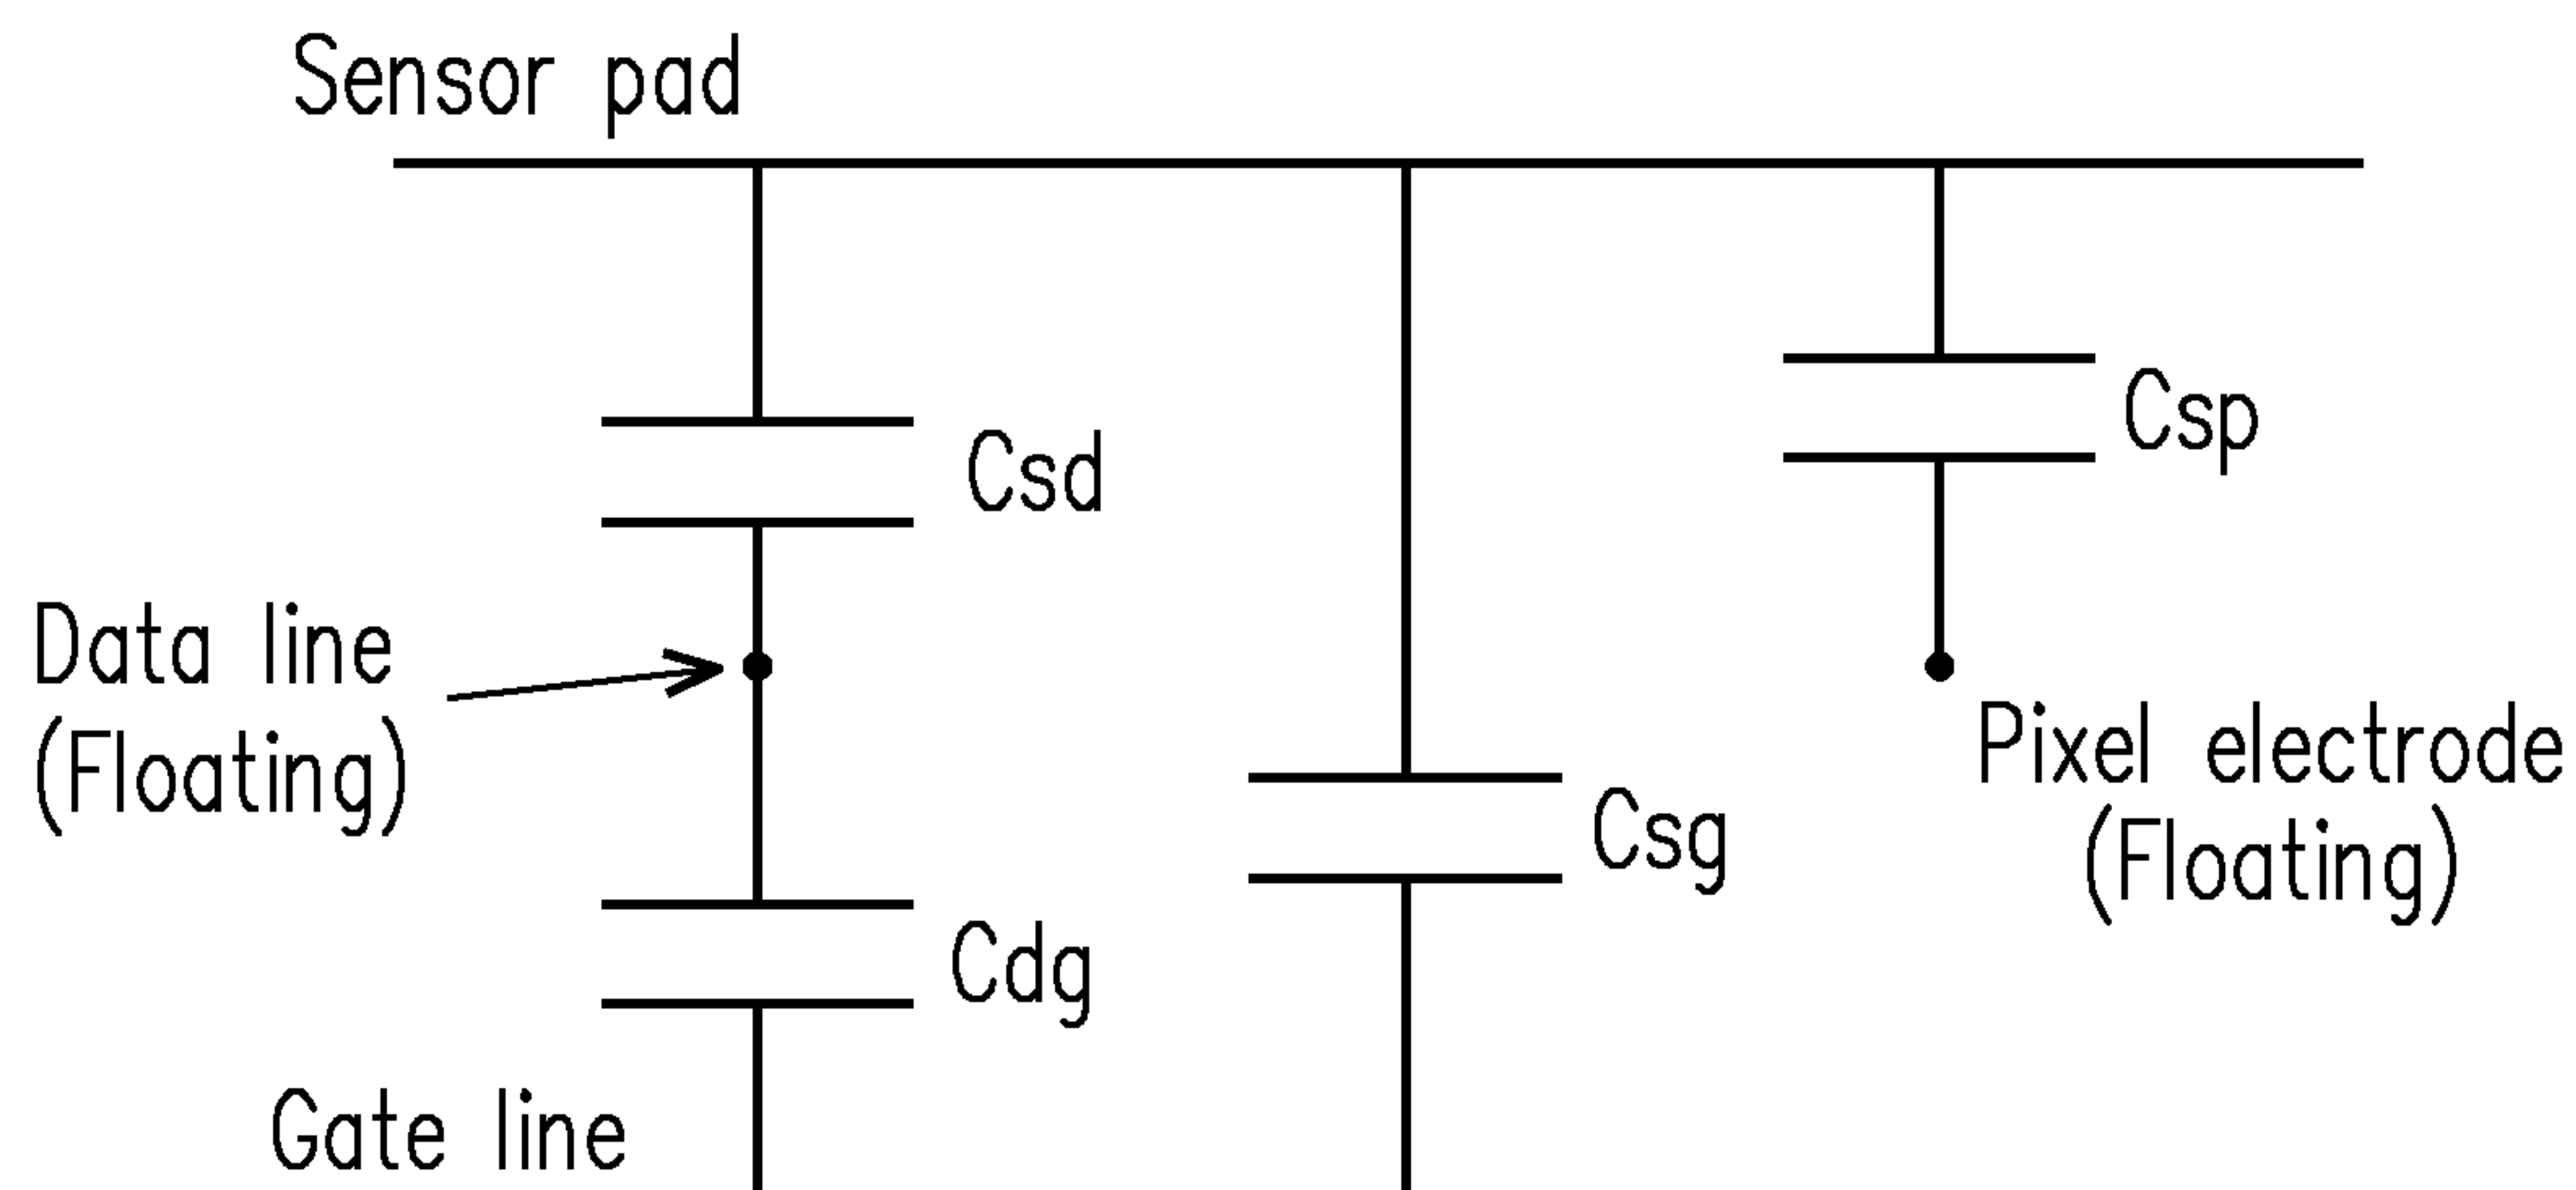 Sensor pad
Csp
Csd
Data line
(Floating)
Pixel electrode
(Floating)
Csg
Cdg
Gate line